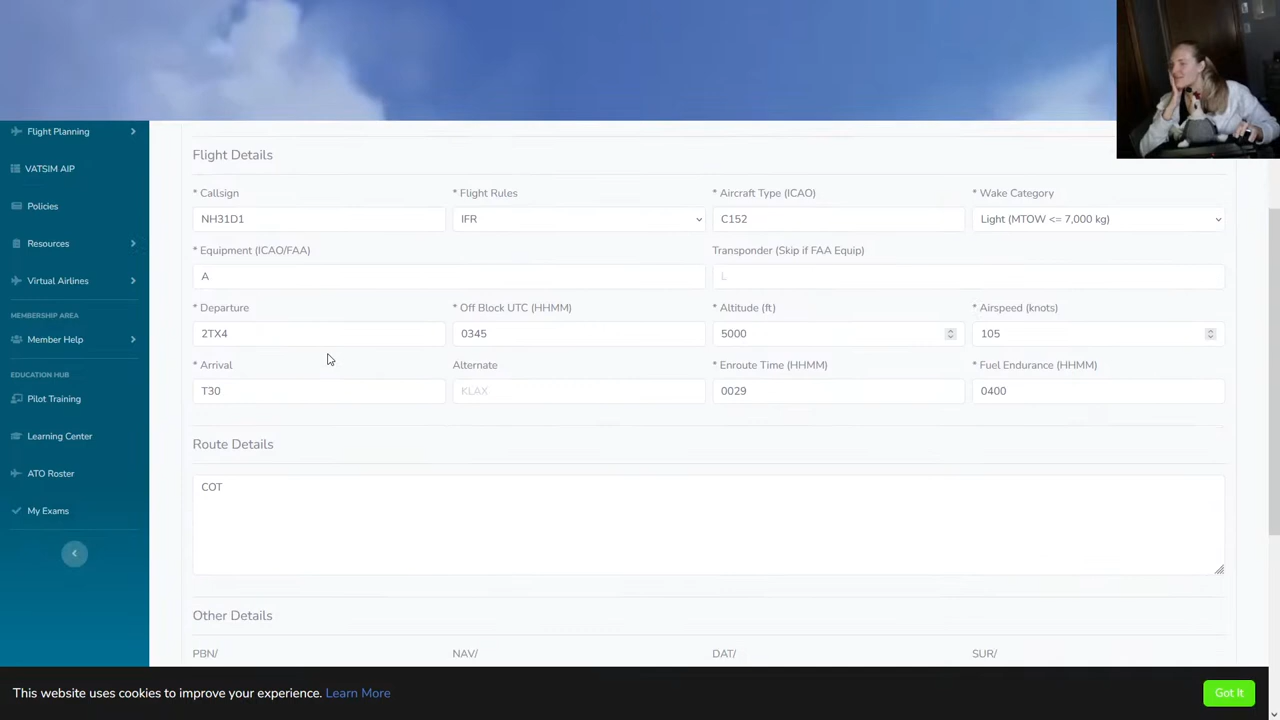 Flight Planning
VATSIM AIP
Policies
Resources
Virtual Airlines
MEMBERSHIP AREA
Member Help
EDUCATION HUB
Pilot Training
Learning Center
ATO Roster
My Exams
Flight Details
* Callsign * Flight Rules * Aircraft Type (ICAO) * Wake Category
NH31D1 IFR C152 Light (MTOW <= 7,000 kg)
* Equipment (ICAO/FAA) Transponder (Skip if FAA Equip)
A L
* Departure * Off Block UTC (HHMM) * Altitude (ft) * Airspeed (knots)
2TX4 0345 5000 105
* Arrival Alternate * Enroute Time (HHMM) * Fuel Endurance (HHMM)
T30 KLAX 0029 0400
Route Details
COT
Other Details
PBN/ NAV/ DAT/ SUR/
This website uses cookies to improve your experience. Learn More Got It